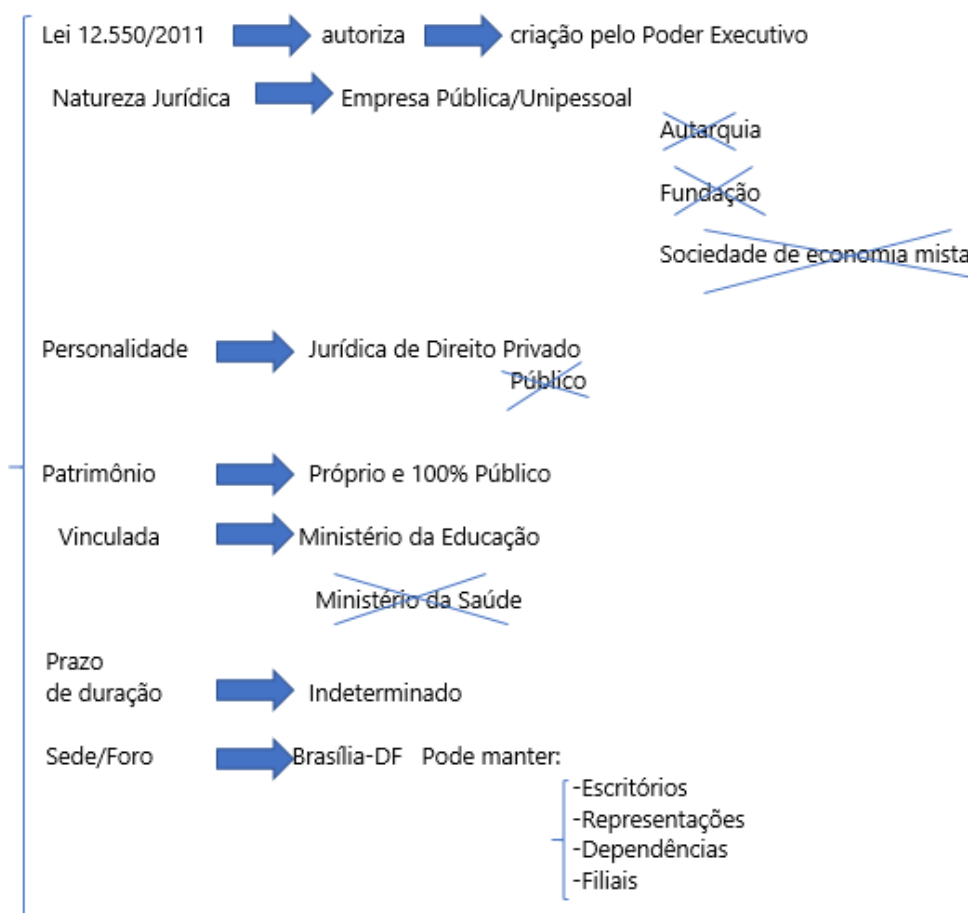 Lei 12.550/2011 autoriza criação pelo Poder Executivo
Natureza Jurídica Empresa Pública/Unipessoal
Autarquia
Fundação
Sociedade de economia mista
Personalidade Jurídica de Direito Privado
Público
Patrimônio Próprio e 100% Público
Vinculada Ministério da Educação
Ministério da Saúde
Prazo
de duração Indeterminado
Sede/Foro Brasília-DF Pode manter:
-Escritórios
-Representações
-Dependências
-Filiais